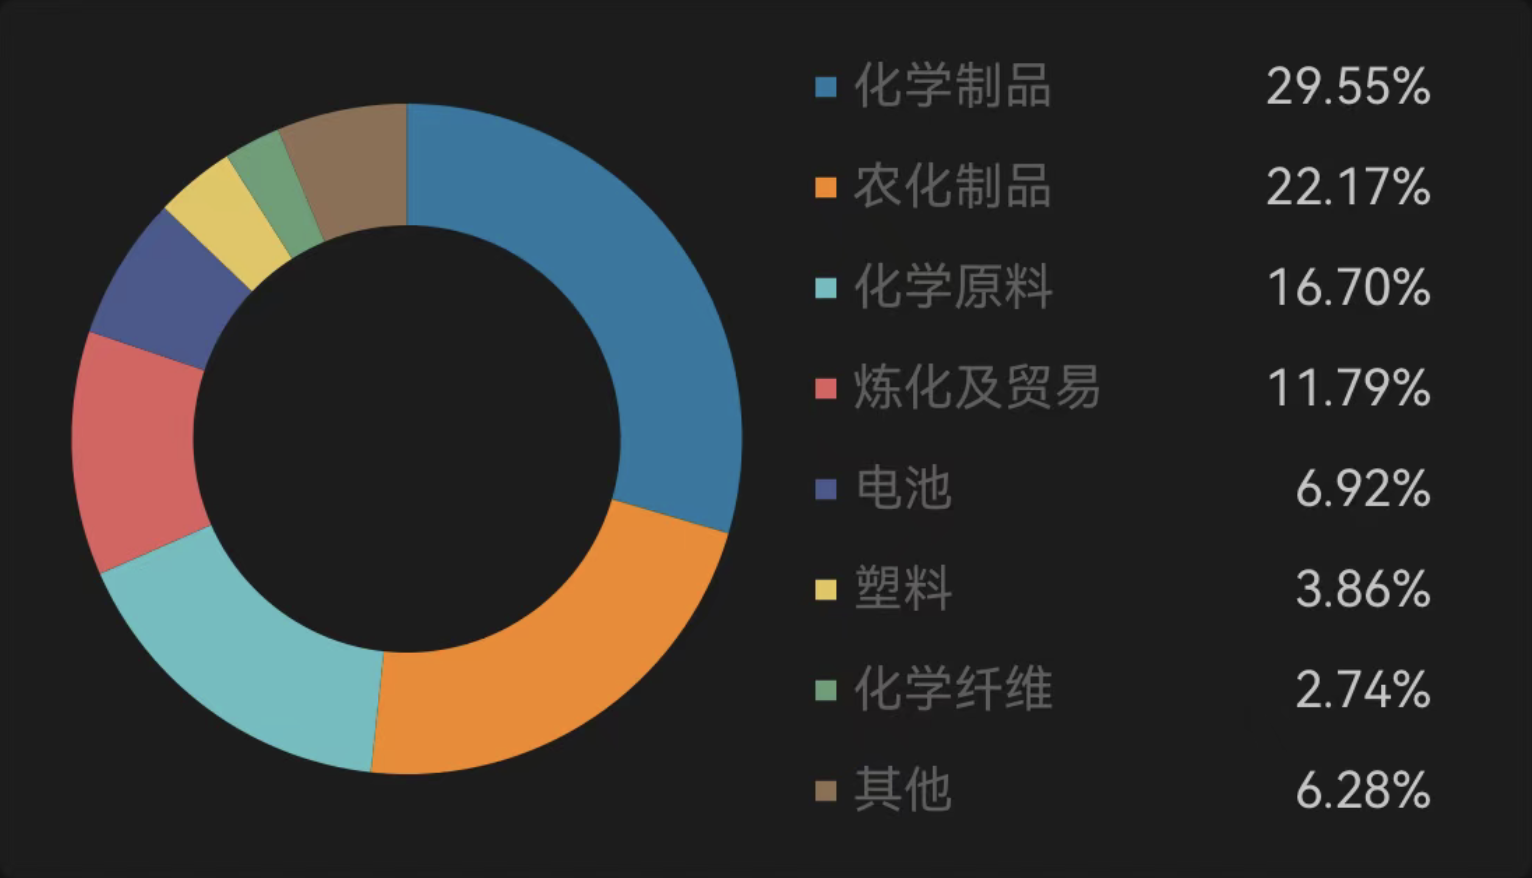 化学制品 29.55%
农化制品 22.17%
化学原料 16.70%
炼化及贸易 11.79%
电池 6.92%
塑料 3.86%
化学纤维 2.74%
其他 6.28%